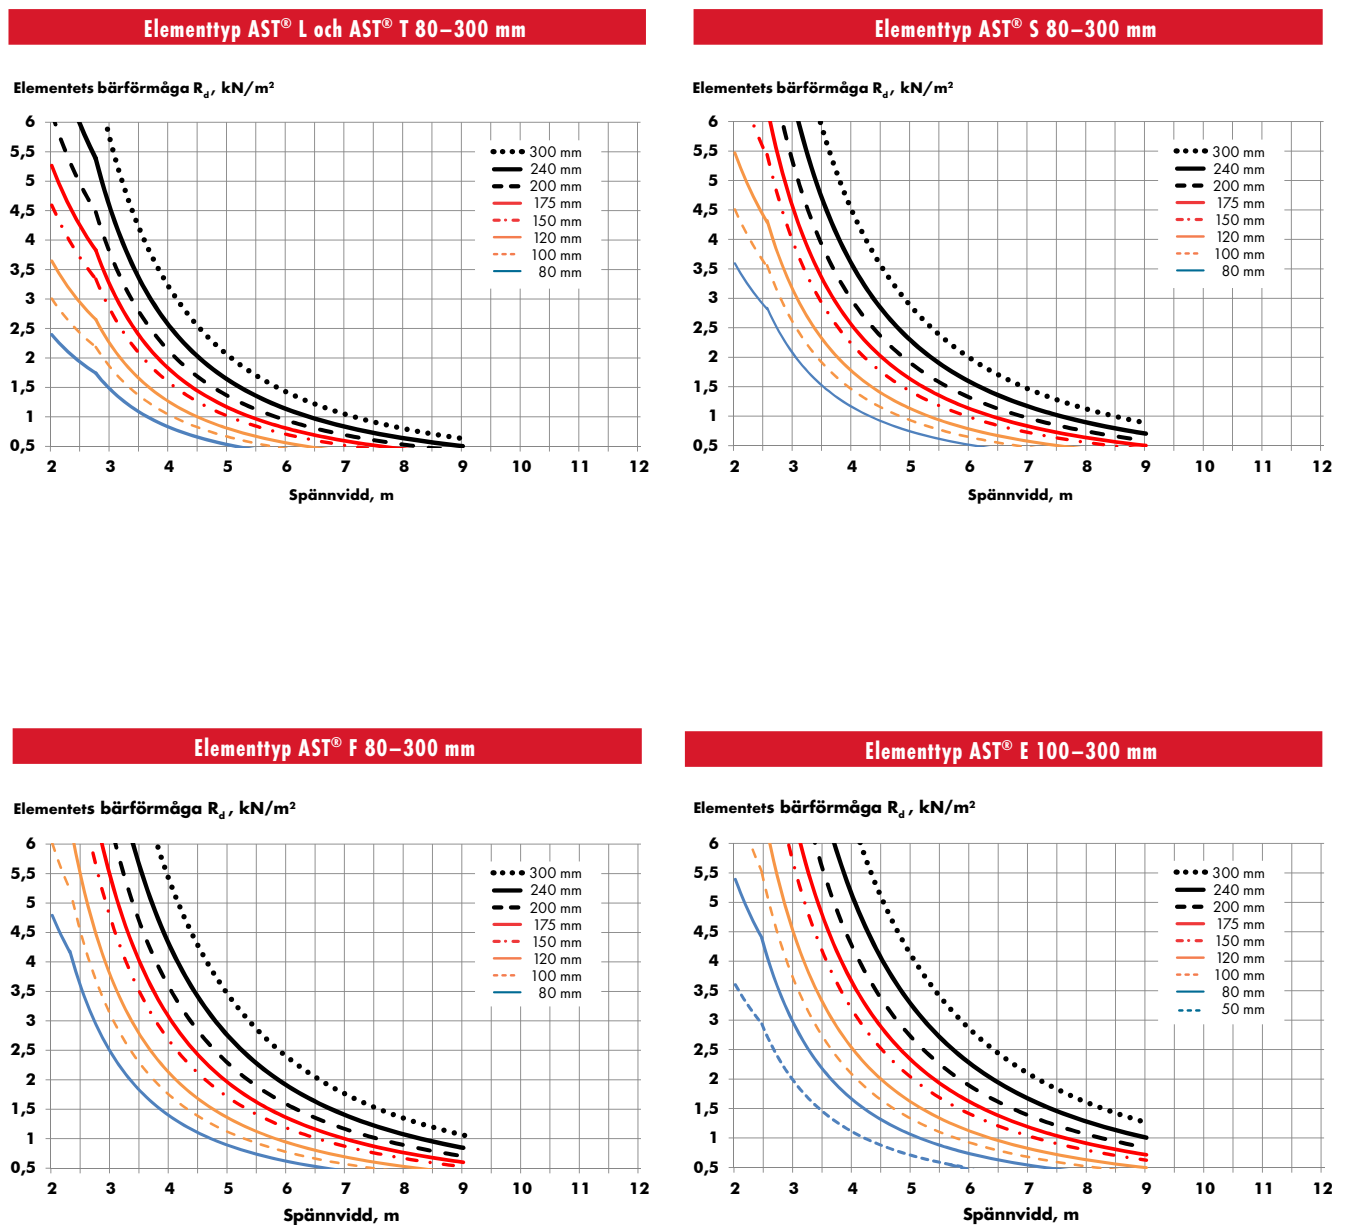 Elementtyp AST® L och AST® T 80–300 mm
Elementets bärförmåga Rd, kN/m²
6
5,5
5
4,5
4
3,5
3
2,5
2
1,5
1
0,5
300 mm
240 mm
200 mm
175 mm
150 mm
120 mm
100 mm
80 mm
2 3 4 5 6 7 8 9 10 11 12
Spännvidd, m
Elementtyp AST® S 80–300 mm
Elementets bärförmåga Rd, kN/m²
6
5,5
5
4,5
4
3,5
3
2,5
2
1,5
1
0,5
300 mm
240 mm
200 mm
175 mm
150 mm
120 mm
100 mm
80 mm
2 3 4 5 6 7 8 9 10 11 12
Spännvidd, m
Elementtyp AST® F 80–300 mm
Elementets bärförmåga Rd, kN/m²
6
5,5
5
4,5
4
3,5
3
2,5
2
1,5
1
0,5
300 mm
240 mm
200 mm
175 mm
150 mm
120 mm
100 mm
80 mm
2 3 4 5 6 7 8 9 10 11 12
Spännvidd, m
Elementtyp AST® E 100–300 mm
Elementets bärförmåga Rd, kN/m²
6
5,5
5
4,5
4
3,5
3
2,5
2
1,5
1
0,5
300 mm
240 mm
200 mm
175 mm
150 mm
120 mm
100 mm
80 mm
50 mm
2 3 4 5 6 7 8 9 10 11 12
Spännvidd, m